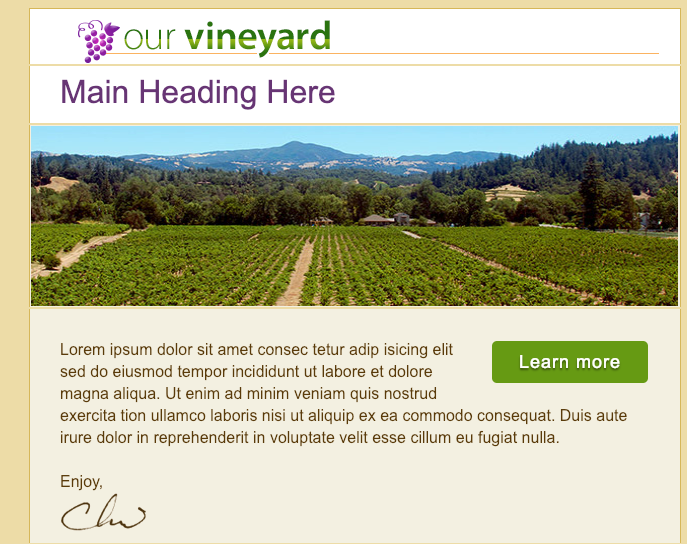 our vineyard
Main Heading Here
Lorem ipsum dolor sit amet consec tetur adip isicing elit
sed do eiusmod tempor incididunt ut labore et dolore
magna aliqua. Ut enim ad minim veniam quis nostrud
exercita tion ullamco laboris nisi ut aliquip ex ea commodo consequat. Duis aute
irure dolor in reprehenderit in voluptate velit esse cillum eu fugiat nulla.
Learn more
Enjoy,